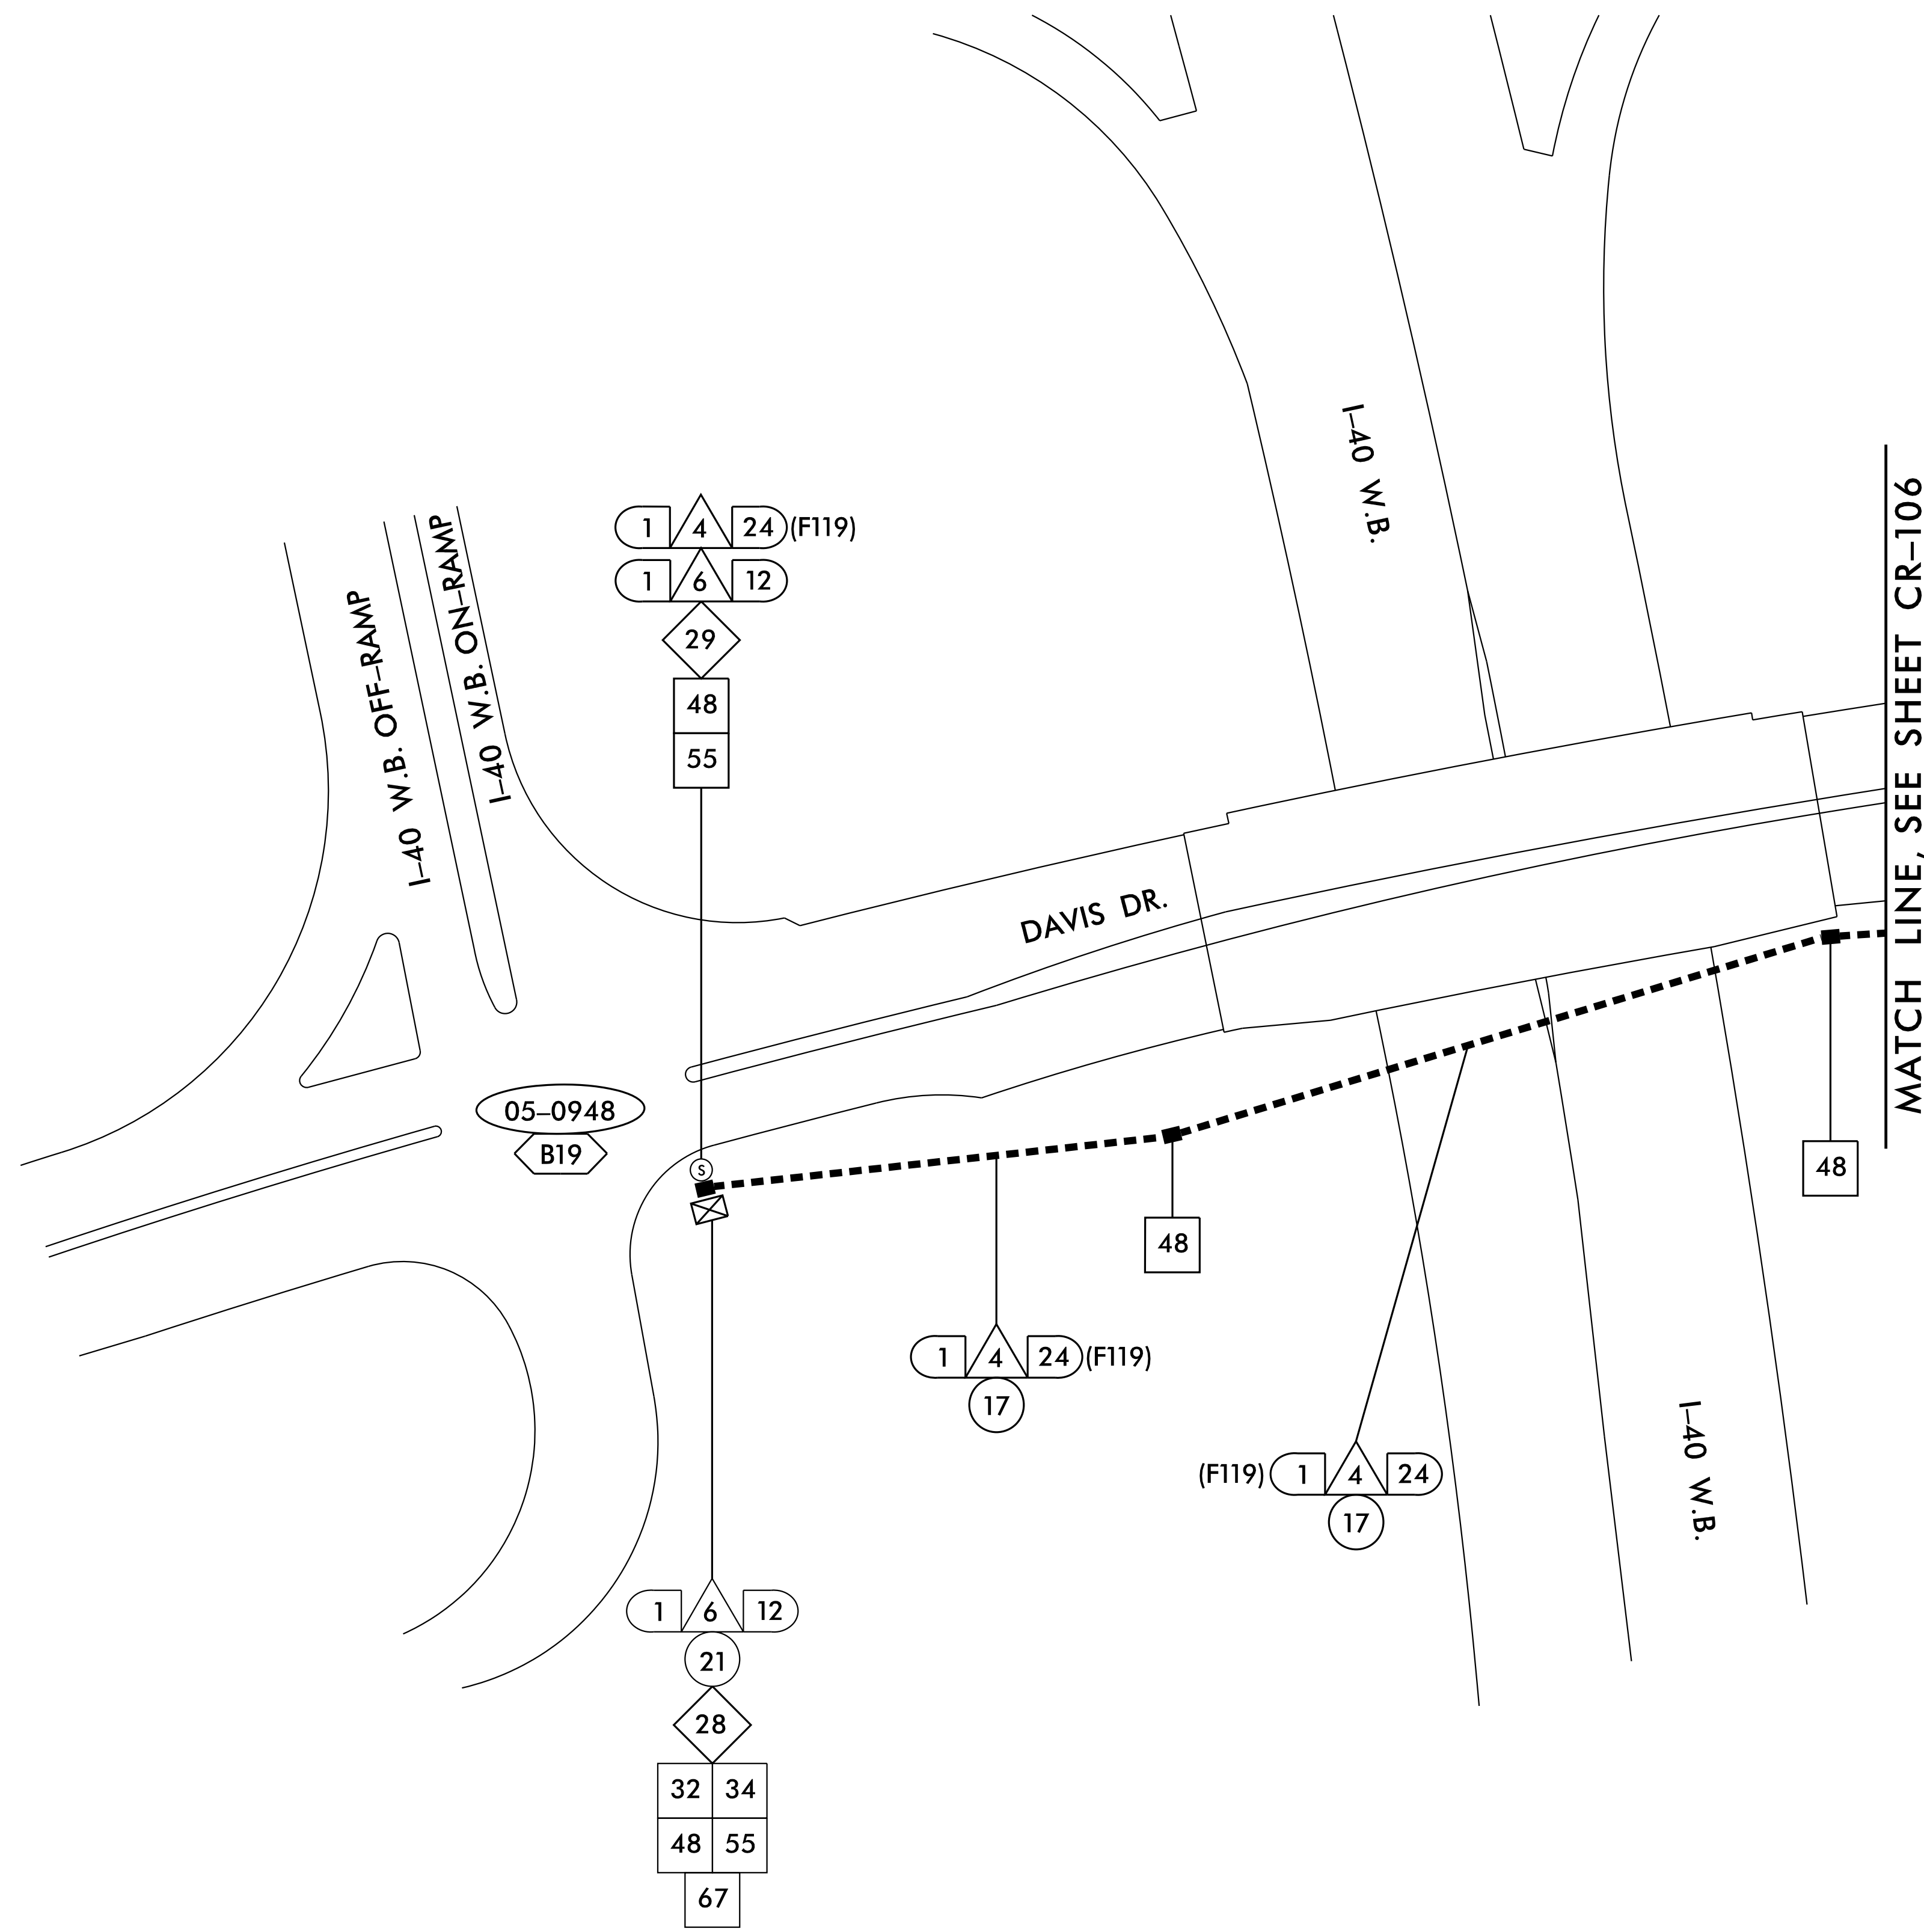 1 4 24 (F119)
1 6 12
29
48
55
I–40 W.B. OFF–RAMP
I–40 W.B. ON–RAMP
I–40 W.B.
MATCH LINE, SEE SHEET CR–106
DAVIS DR.
05–0948
B19
S
48
48
1 4 24 (F119)
17
(F119) 1 4 24
17
I–40 W.B.
1 6 12
21
28
32 34
48 55
67